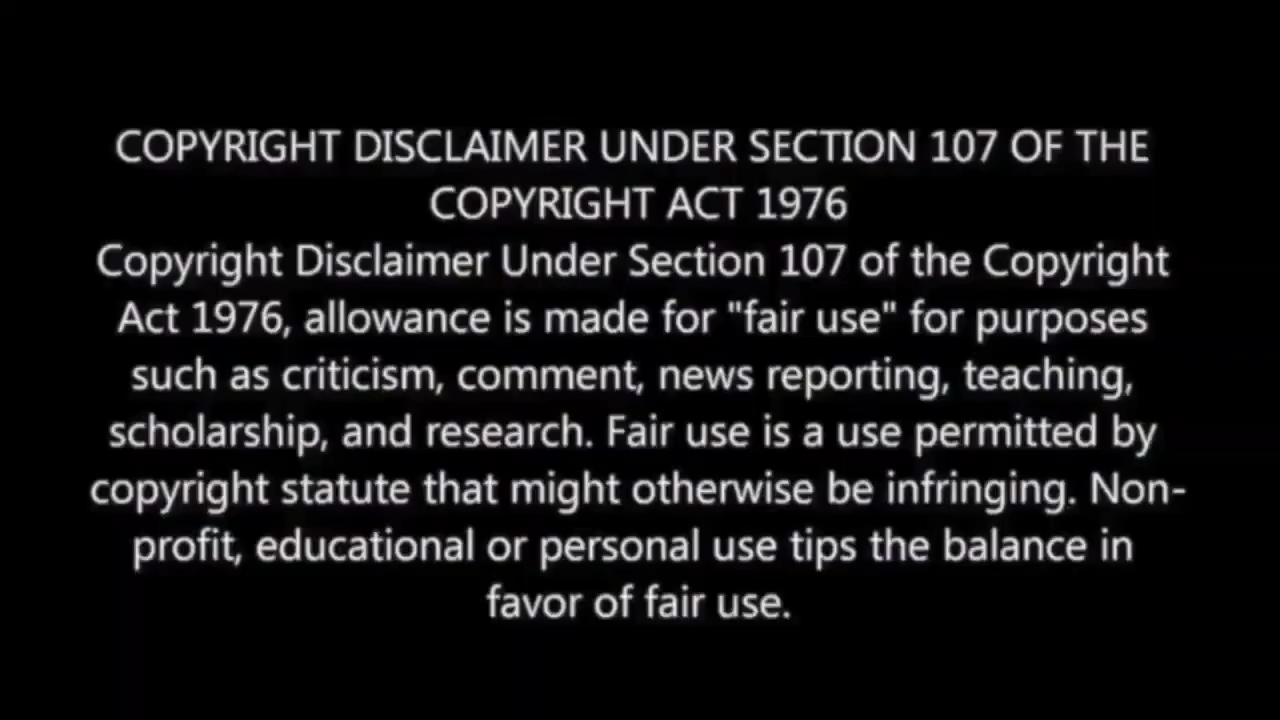 COPYRIGHT DISCLAIMER UNDER SECTION 107 OF THE
COPYRIGHT ACT 1976
Copyright Disclaimer Under Section 107 of the Copyright
Act 1976, allowance is made for "fair use" for purposes
such as criticism, comment, news reporting, teaching,
scholarship, and research. Fair use is a use permitted by
copyright statute that might otherwise be infringing. Non-
profit, educational or personal use tips the balance in
favor of fair use.